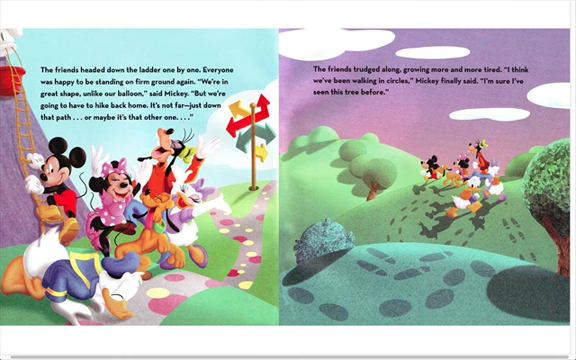 The friends headed down the ladder one by one. Everyone
was happy to be standing on firm ground again. “We’re in
great shape, unlike our balloon,” said Mickey. “But we’re
going to have to hike back home. It’s not far—just down
that path . . . or maybe it’s that other one. . . .”
The friends trudged along, growing more and more tired. “I think
we’ve been walking in circles,” Mickey finally said. “I’m sure I’ve
seen this tree before.”